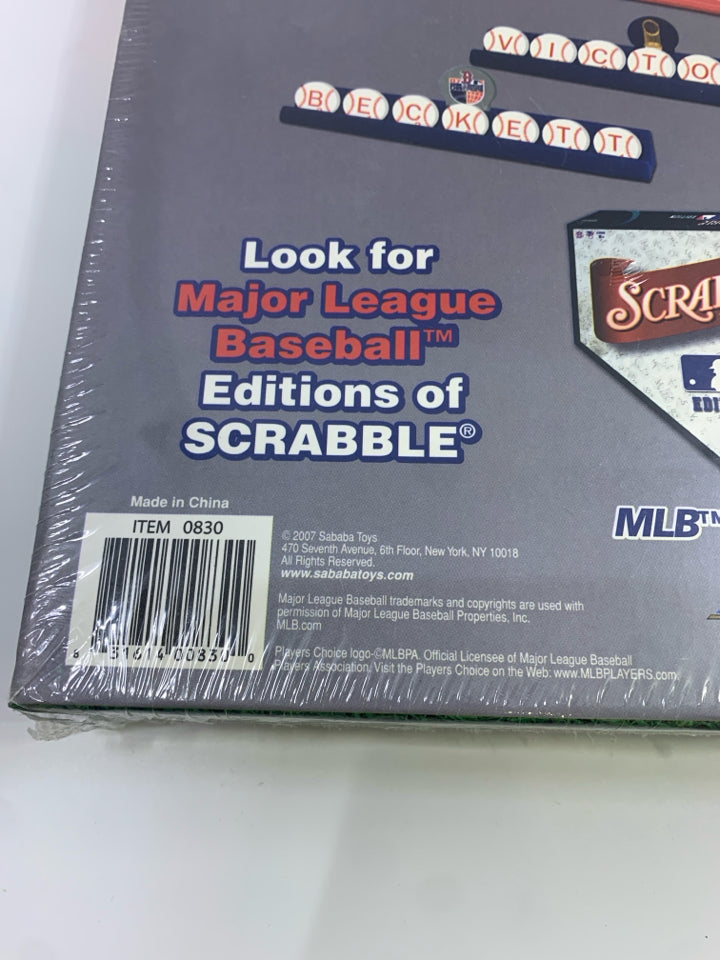 VICTO
BECKETT
Look for
Major League
Baseball™
Editions of
SCRABBLE®
SCRA
EDI
MLB™
Made in China
ITEM 0830
© 2007 Sababa Toys
470 Seventh Avenue, 6th Floor, New York, NY 10018
All Rights Reserved.
www.sababatoys.com
Major League Baseball trademarks and copyrights are used with
permission of Major League Baseball Properties, Inc.
MLB.com
Players Choice logo-©MLBPA, Official Licensee of Major League Baseball
Players Association. Visit the Players Choice on the Web: www.MLBPLAYERS.com